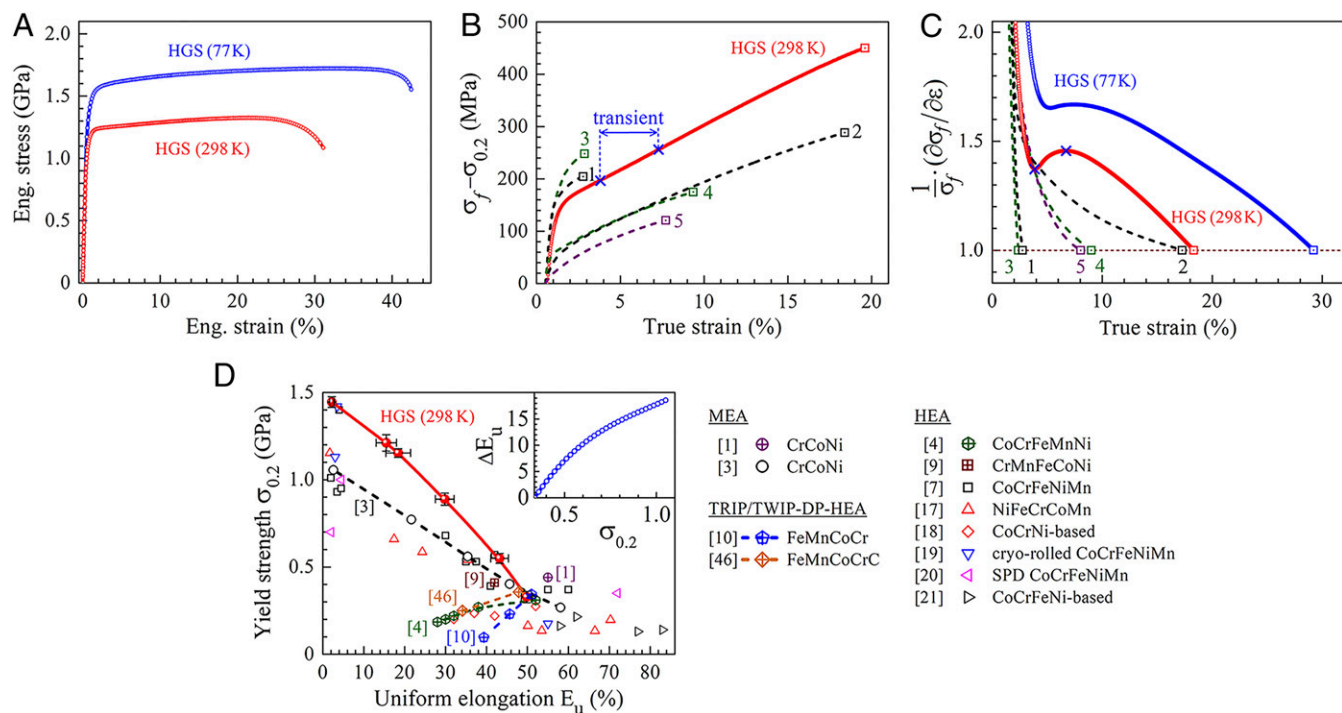 A
2.0
1.5
1.0
0.5
0.0
Eng. stress (GPa)
HGS (77K)
HGS (298 K)
0 10 20 30 40
Eng. strain (%)
B
500
400
300
200
100
0
σf–σ0.2 (MPa)
HGS (298 K)
transient
3
1
2
4
5
0 5 10 15 20
True strain (%)
C
2.0
1.5
1.0
1/σf·(∂σf/∂ε)
HGS (77K)
HGS (298 K)
3 1 5 4 2
0 10 20 30
True strain (%)
D
1.5
1.0
0.5
0.0
Yield strength σ0.2 (GPa)
HGS (298 K)
[3]
[9]
[1]
[46]
[4]
[10]
0 10 20 30 40 50 60 70 80
Uniform elongation Eu (%)
15
10
5
0
ΔEu
0.5 1.0
σ0.2
MEA
[1] CrCoNi
[3] CrCoNi
TRIP/TWIP-DP-HEA
[10] FeMnCoCr
[46] FeMnCoCrC
HEA
[4] CoCrFeMnNi
[9] CrMnFeCoNi
[7] CoCrFeNiMn
[17] NiFeCrCoMn
[18] CoCrNi-based
[19] cryo-rolled CoCrFeNiMn
[20] SPD CoCrFeNiMn
[21] CoCrFeNi-based